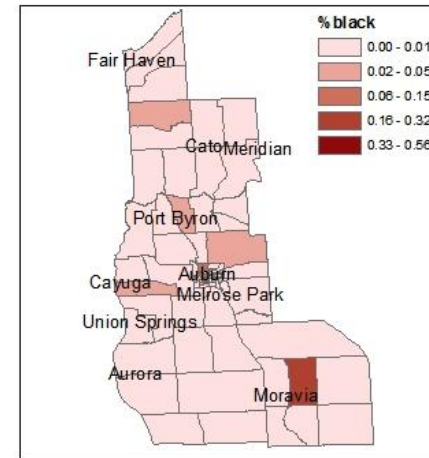 % black
0.00 - 0.01
0.02 - 0.05
0.06 - 0.15
0.16 - 0.32
0.33 - 0.56
Fair Haven
Cato Meridian
Port Byron
Auburn
Cayuga
Melrose Park
Union Springs
Aurora
Moravia